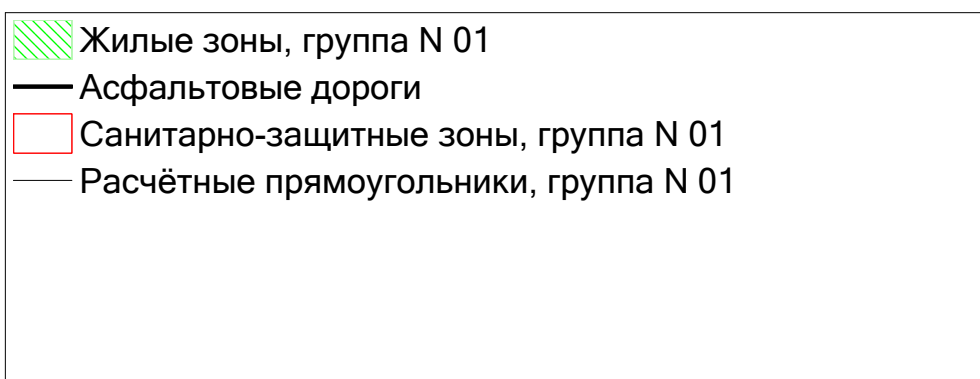 Жилые зоны, группа N 01
Асфальтовые дороги
Санитарно-защитные зоны, группа N 01
Расчётные прямоугольники, группа N 01